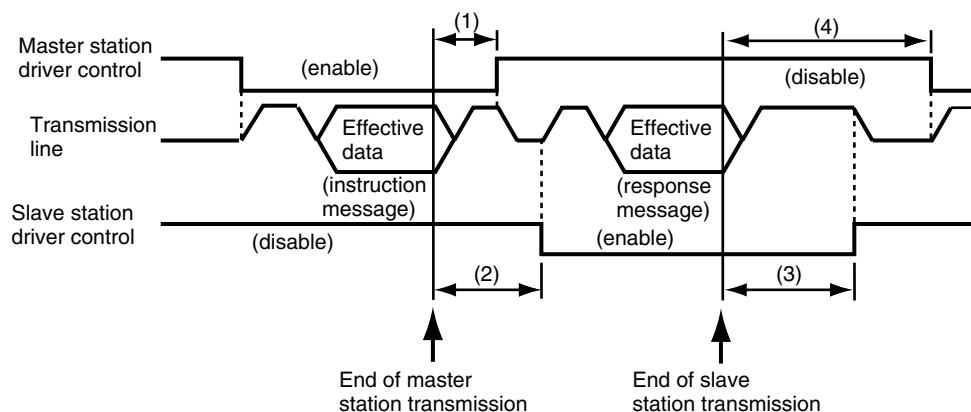 (1)
(4)
Master station
driver control
(enable)
(disable)
Transmission
line
Effective
data
Effective
data
(instruction
message)
(response
message)
Slave station
driver control
(disable)
(enable)
(2)
(3)
End of master
station transmission
End of slave
station transmission